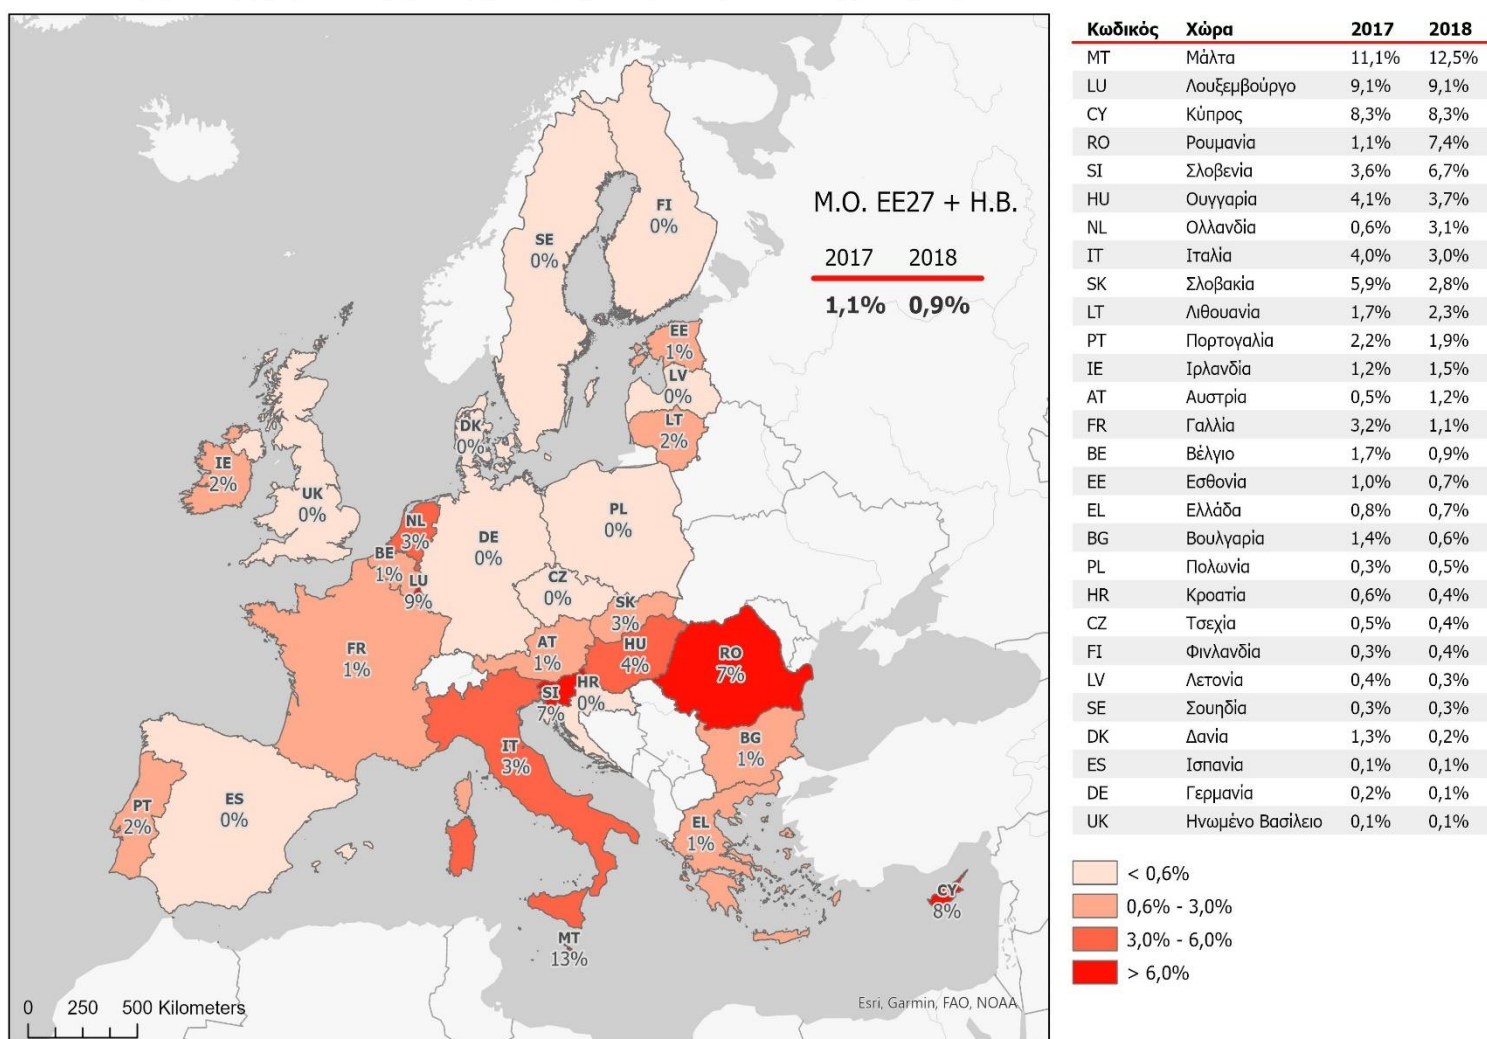 FI
0%
SE
0%
Μ.Ο. ΕΕ27 + Η.Β.
2017 2018
1,1% 0,9%
EE
1%
LV
0%
LT
2%
DK
0%
IE
2%
UK
0%
NL
3%
BE
1%
LU
9%
DE
0%
PL
0%
CZ
0%
SK
3%
AT
1%
HU
4%
RO
7%
FR
1%
SI
7%
HR
0%
IT
3%
BG
1%
PT
2%
ES
0%
EL
1%
CY
8%
MT
13%
0 250 500 Kilometers
Esri, Garmin, FAO, NOAA
Κωδικός Χώρα 2017 2018
MT Μάλτα 11,1% 12,5%
LU Λουξεμβούργο 9,1% 9,1%
CY Κύπρος 8,3% 8,3%
RO Ρουμανία 1,1% 7,4%
SI Σλοβενία 3,6% 6,7%
HU Ουγγαρία 4,1% 3,7%
NL Ολλανδία 0,6% 3,1%
IT Ιταλία 4,0% 3,0%
SK Σλοβακία 5,9% 2,8%
LT Λιθουανία 1,7% 2,3%
PT Πορτογαλία 2,2% 1,9%
IE Ιρλανδία 1,2% 1,5%
AT Αυστρία 0,5% 1,2%
FR Γαλλία 3,2% 1,1%
BE Βέλγιο 1,7% 0,9%
EE Εσθονία 1,0% 0,7%
EL Ελλάδα 0,8% 0,7%
BG Βουλγαρία 1,4% 0,6%
PL Πολωνία 0,3% 0,5%
HR Κροατία 0,6% 0,4%
CZ Τσεχία 0,5% 0,4%
FI Φινλανδία 0,3% 0,4%
LV Λετονία 0,4% 0,3%
SE Σουηδία 0,3% 0,3%
DK Δανία 1,3% 0,2%
ES Ισπανία 0,1% 0,1%
DE Γερμανία 0,2% 0,1%
UK Ηνωμένο Βασίλειο 0,1% 0,1%
< 0,6%
0,6% - 3,0%
3,0% - 6,0%
> 6,0%